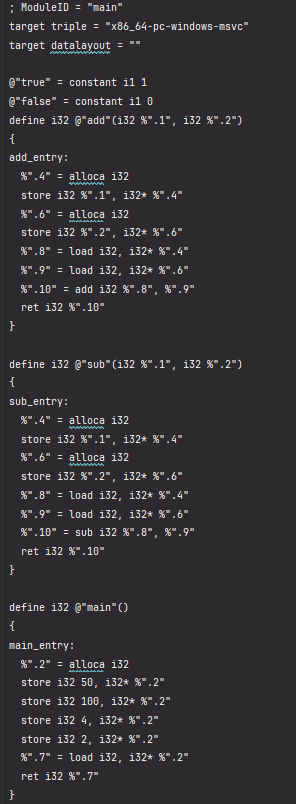 ; ModuleID = "main"
target triple = "x86_64-pc-windows-msvc"
target datalayout = ""

@"true" = constant i1 1
@"false" = constant i1 0
define i32 @"add"(i32 %".1", i32 %".2")
{
add_entry:
  %".4" = alloca i32
  store i32 %".1", i32* %".4"
  %".6" = alloca i32
  store i32 %".2", i32* %".6"
  %".8" = load i32, i32* %".4"
  %".9" = load i32, i32* %".6"
  %".10" = add i32 %".8", %".9"
  ret i32 %".10"
}

define i32 @"sub"(i32 %".1", i32 %".2")
{
sub_entry:
  %".4" = alloca i32
  store i32 %".1", i32* %".4"
  %".6" = alloca i32
  store i32 %".2", i32* %".6"
  %".8" = load i32, i32* %".4"
  %".9" = load i32, i32* %".6"
  %".10" = sub i32 %".8", %".9"
  ret i32 %".10"
}

define i32 @"main"()
{
main_entry:
  %".2" = alloca i32
  store i32 50, i32* %".2"
  store i32 100, i32* %".2"
  store i32 4, i32* %".2"
  store i32 2, i32* %".2"
  %".7" = load i32, i32* %".2"
  ret i32 %".7"
}